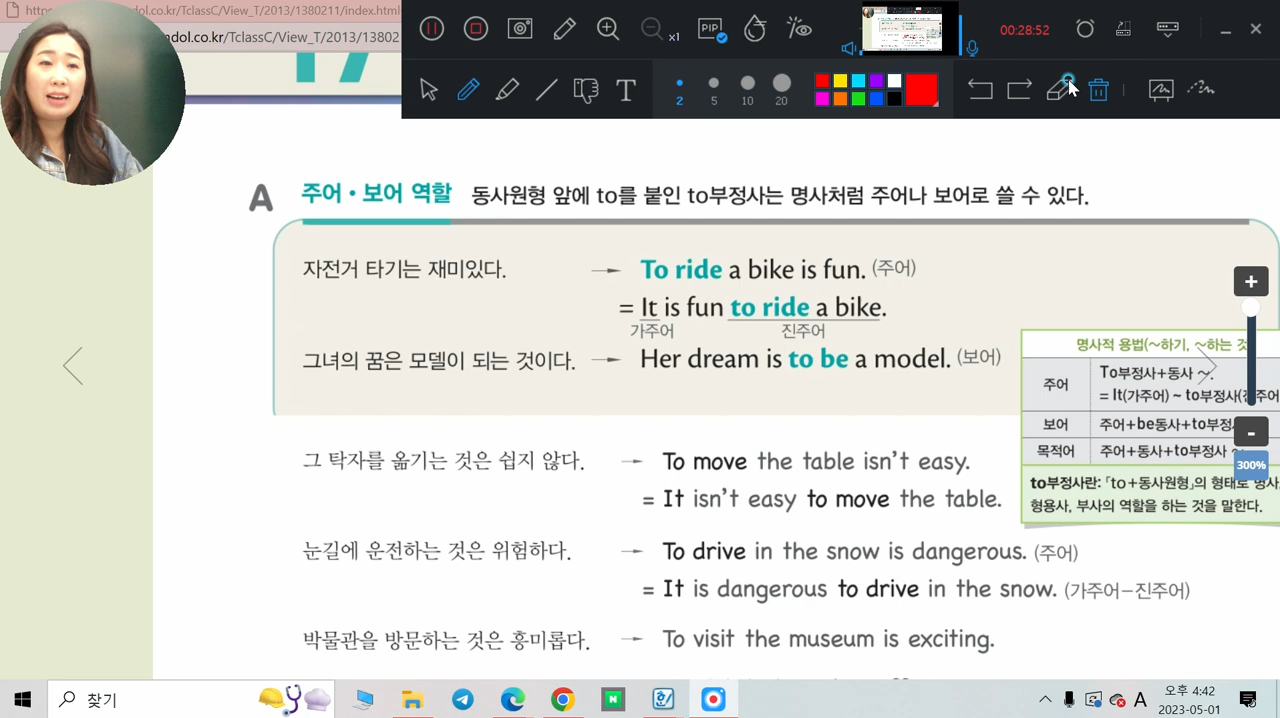 https://
dol.co.kr/TclassC/View_T/2013/1380211/index.html
nder.co.kr/
17
PIP
00:28:52
T
2
5
10
20
A 주어·보어 역할 동사원형 앞에 to를 붙인 to부정사는 명사처럼 주어나 보어로 쓸 수 있다.
자전거 타기는 재미있다. → To ride a bike is fun. (주어)
= It is fun to ride a bike.
가주어 진주어
그녀의 꿈은 모델이 되는 것이다. → Her dream is to be a model. (보어)
명사적 용법(~하기, ~하는 것
주어 To부정사+동사 ~.
= It(가주어) ~ to부정사(진주어
보어 주어+be동사+to부정
목적어 주어+동사+to부정사 ~
to부정사란: 「to+동사원형」의 형태로 명사,
형용사, 부사의 역할을 하는 것을 말한다.
+
-
300%
그 탁자를 옮기는 것은 쉽지 않다. → To move the table isn't easy.
= It isn't easy to move the table.
눈길에 운전하는 것은 위험하다. → To drive in the snow is dangerous. (주어)
= It is dangerous to drive in the snow. (가주어–진주어)
박물관을 방문하는 것은 흥미롭다. → To visit the museum is exciting.
찾기
N
A
오후 4:42
2023-05-01